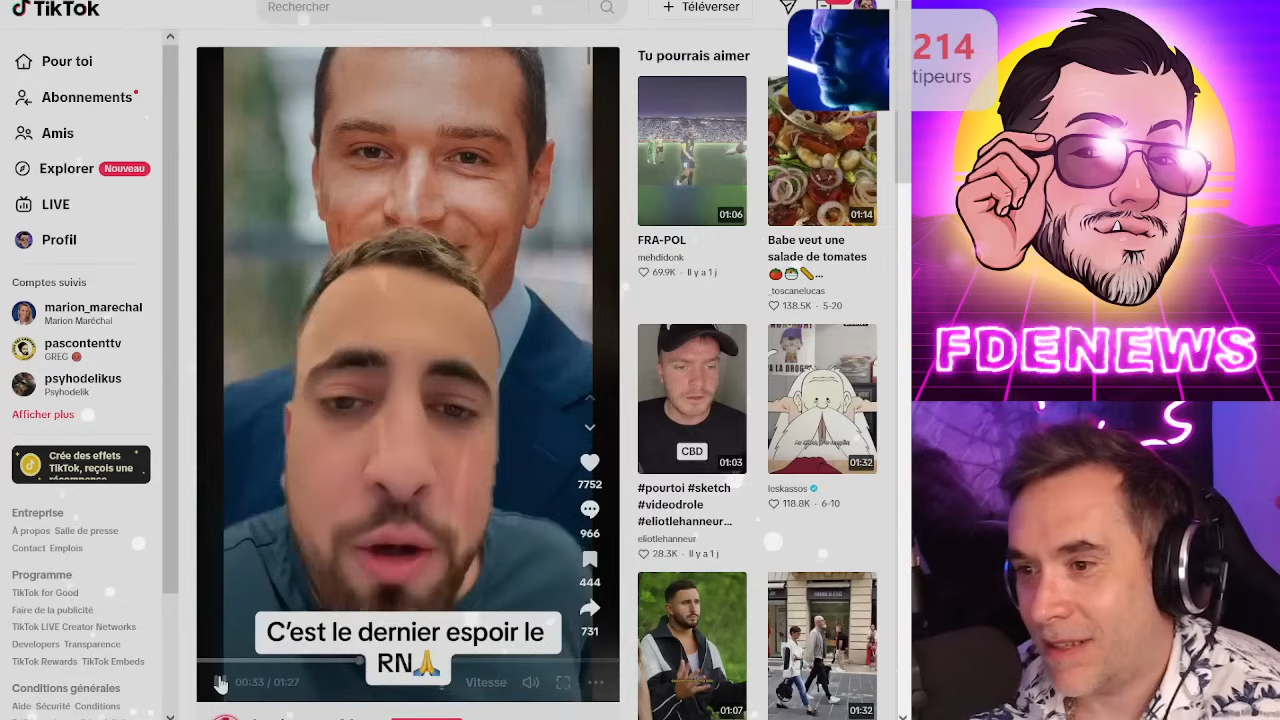 TikTok
Rechercher
Téléverser
214
tipeurs
Pour toi
Abonnements
Amis
Explorer
Nouveau
LIVE
Profil
Comptes suivis
marion_marechal
Marion Maréchal
pascontenttv
GREG
psyhodelikus
Psyhodelik
Afficher plus
Crée des effets
TikTok, reçois une
récompense
Entreprise
À propos Salle de presse
Contact Emplois
Programme
TikTok for Good
Faire de la publicité
TikTok LIVE Creator Networks
Developers Transparence
TikTok Rewards TikTok Embeds
Conditions générales
Aide Sécurité Conditions
C'est le dernier espoir le
RN🙏
00:33 / 01:27
Vitesse
7752
966
444
731
Tu pourrais aimer
01:06
FRA-POL
mehdidonk
69.9K · Il y a 1 j
01:14
Babe veut une
salade de tomates
🍅🥗🥖...
_toscanelucas
138.5K · 5-20
CBD
01:03
#pourtoi #sketch
#videodrole
#eliotlehanneur...
eliotlehanneur
28.3K · Il y a 1 j
01:32
leskassos
118.8K · 6-10
01:07
01:32
FDENEWS